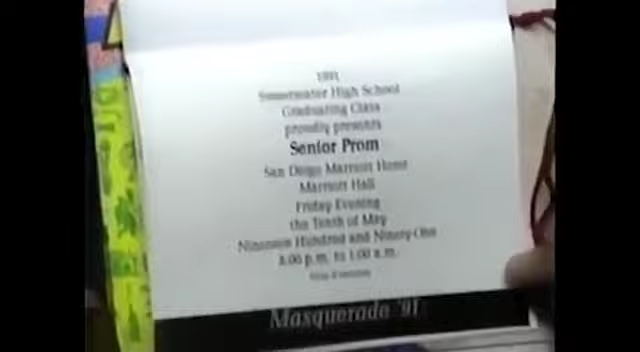 1991
Sweetwater High School
Graduating Class
proudly presents
Senior Prom
San Diego Marriott Hotel
Marriott Hall
Friday Evening
the Tenth of May
Nineteen Hundred and Ninety-One
8:00 p.m. to 1:00 a.m.
Masquerade '91